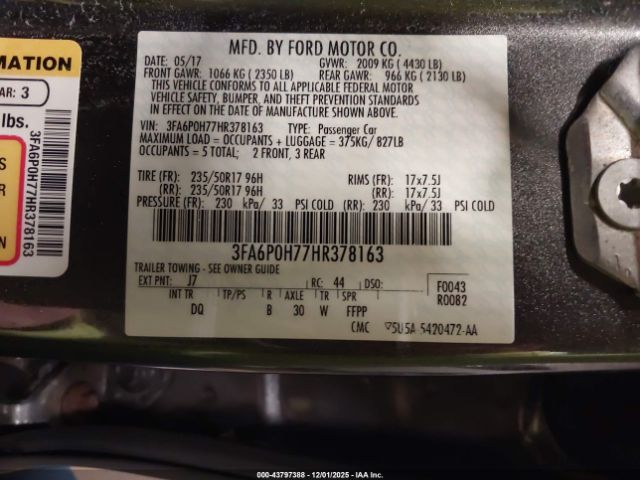 MATION
AR: 3
lbs.
3FA6P0H77HR378163
MFD. BY FORD MOTOR CO.
DATE: 05/17 GVWR: 2009 KG ( 4430 LB)
FRONT GAWR: 1066 KG ( 2350 LB) REAR GAWR: 966 KG ( 2130 LB)
THIS VEHICLE CONFORMS TO ALL APPLICABLE FEDERAL MOTOR
VEHICLE SAFETY, BUMPER, AND THEFT PREVENTION STANDARDS
IN EFFECT ON THE DATE OF MANUFACTURE SHOWN ABOVE.
VIN: 3FA6P0H77HR378163 TYPE: Passenger Car
MAXIMUM LOAD = OCCUPANTS + LUGGAGE = 375KG/ 827LB
OCCUPANTS = 5 TOTAL: 2 FRONT, 3 REAR
TIRE (FR): 235/50R17 96H RIMS (FR): 17x7.5J
(RR): 235/50R17 96H (RR): 17x7.5J
PRESSURE (FR): 230 kPa/ 33 PSI COLD (RR): 230 kPa/ 33 PSI COLD
3FA6P0H77HR378163
TRAILER TOWING - SEE OWNER GUIDE
EXT PNT: J7 RC: 44 DSO: F0043
INT TR TP/PS R AXLE TR SPR R0082
DQ B 30 W FFPP
CMC 5U5A 5420472-AA
000-43797388 - 12/01/2025 - IAA Inc.